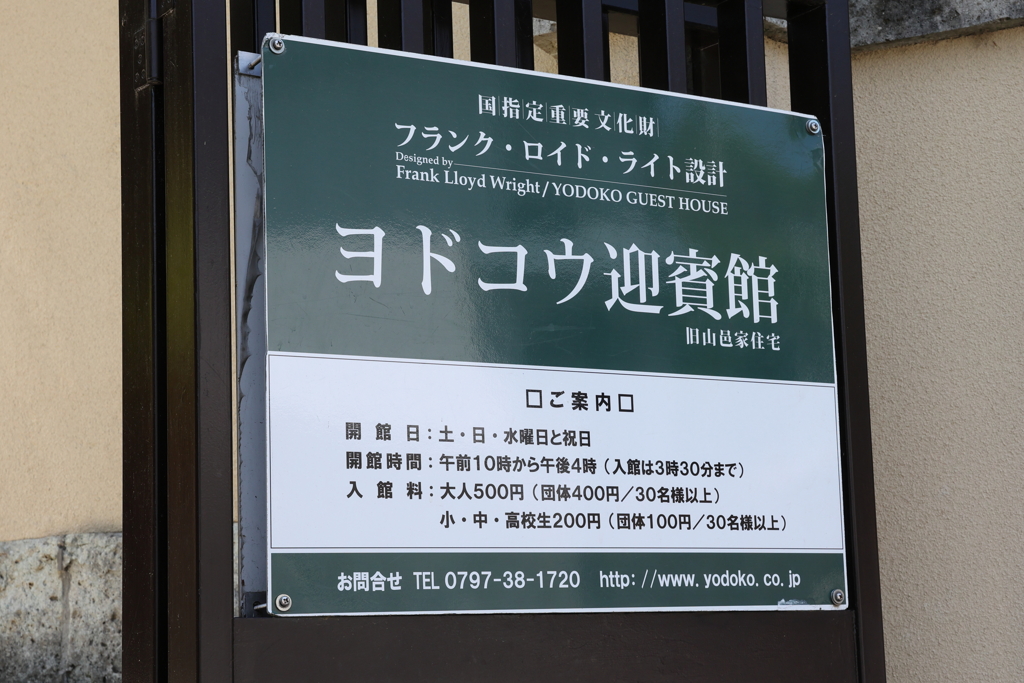 国指定重要文化財
フランク・ロイド・ライト設計
Designed by
Frank Lloyd Wright/YODOKO GUEST HOUSE
ヨドコウ迎賓館
旧山邑家住宅
□ご案内□
開館日：土・日・水曜日と祝日
開館時間：午前10時から午後4時（入館は3時30分まで）
入館料：大人500円（団体400円／30名様以上）
小・中・高校生200円（団体100円／30名様以上）
お問合せ TEL 0797-38-1720 http://www.yodoko.co.jp